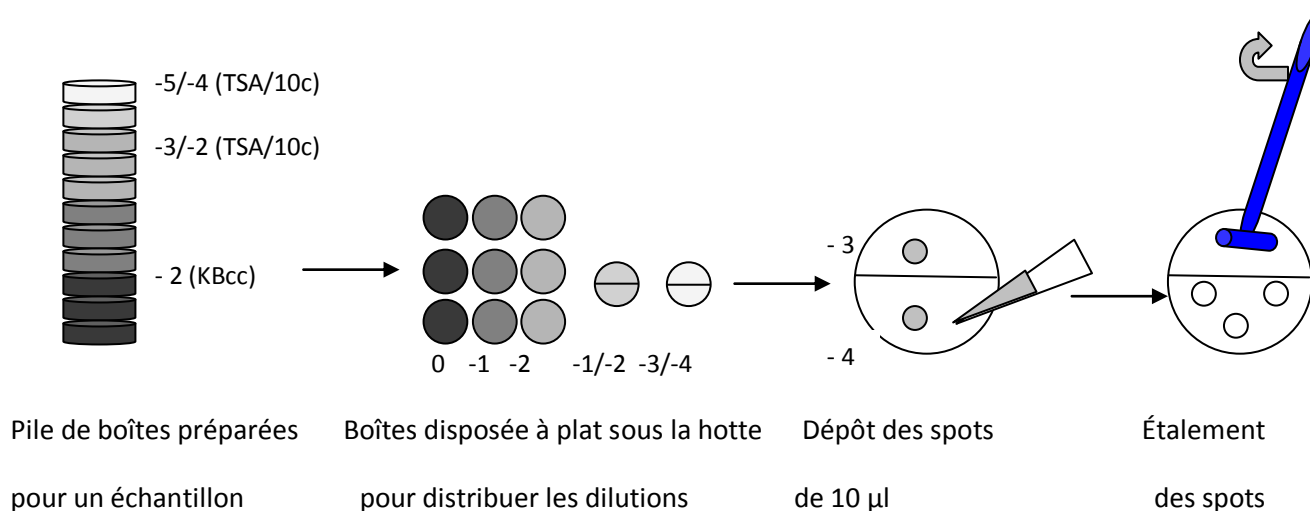 -5/-4 (TSA/10c)
-3/-2 (TSA/10c)
- 2 (KBcc)
0 -1 -2 -1/-2 -3/-4
- 3
- 4
Pile de boîtes préparées
pour un échantillon
Boîtes disposée à plat sous la hotte
pour distribuer les dilutions
Dépôt des spots
de 10 µl
Étalement
des spots